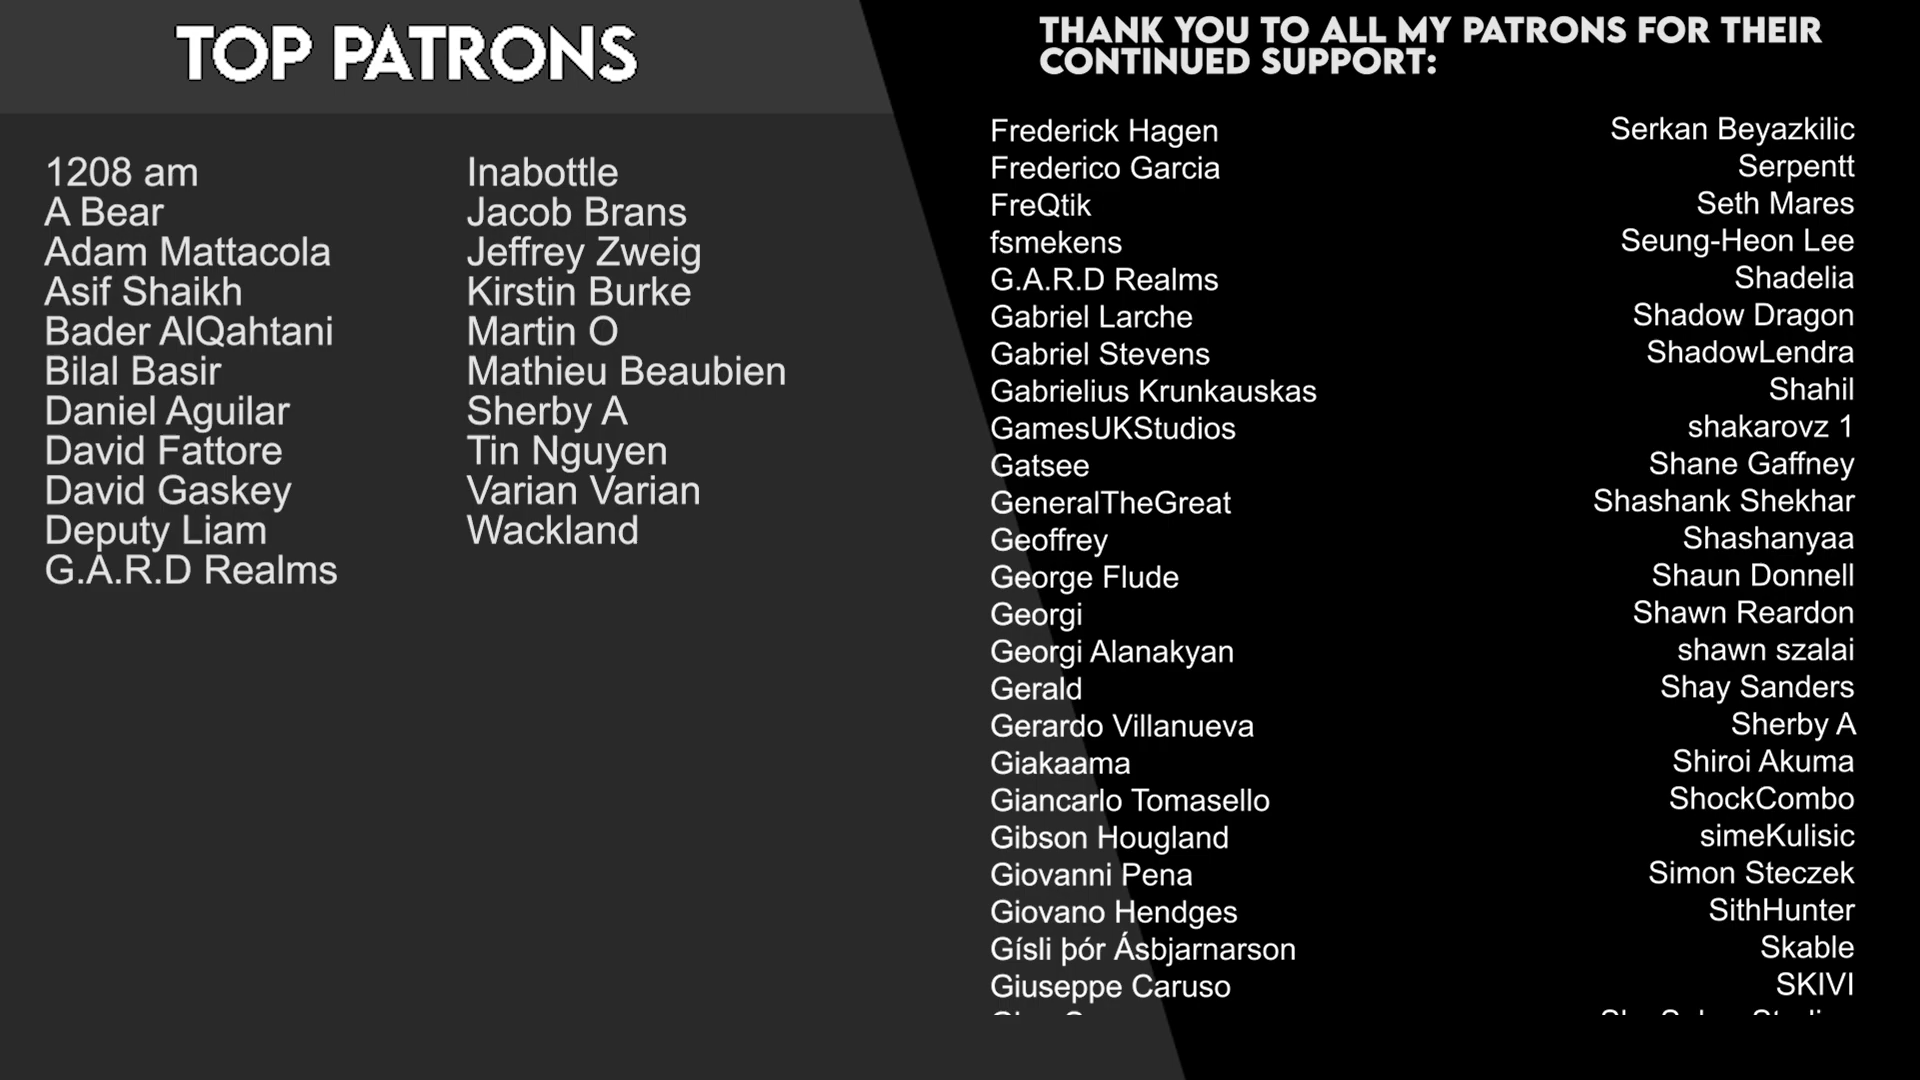 TOP PATRONS
1208 am
A Bear
Adam Mattacola
Asif Shaikh
Bader AlQahtani
Bilal Basir
Daniel Aguilar
David Fattore
David Gaskey
Deputy Liam
G.A.R.D Realms
Inabottle
Jacob Brans
Jeffrey Zweig
Kirstin Burke
Martin O
Mathieu Beaubien
Sherby A
Tin Nguyen
Varian Varian
Wackland
THANK YOU TO ALL MY PATRONS FOR THEIR
CONTINUED SUPPORT:
Frederick Hagen
Frederico Garcia
FreQtik
fsmekens
G.A.R.D Realms
Gabriel Larche
Gabriel Stevens
Gabrielius Krunkauskas
GamesUKStudios
Gatsee
GeneralTheGreat
Geoffrey
George Flude
Georgi
Georgi Alanakyan
Gerald
Gerardo Villanueva
Giakaama
Giancarlo Tomasello
Gibson Hougland
Giovanni Pena
Giovano Hendges
Gísli þór Ásbjarnarson
Giuseppe Caruso
Serkan Beyazkilic
Serpentt
Seth Mares
Seung-Heon Lee
Shadelia
Shadow Dragon
ShadowLendra
Shahil
shakarovz 1
Shane Gaffney
Shashank Shekhar
Shashanyaa
Shaun Donnell
Shawn Reardon
shawn szalai
Shay Sanders
Sherby A
Shiroi Akuma
ShockCombo
simeKulisic
Simon Steczek
SithHunter
Skable
SKIVI